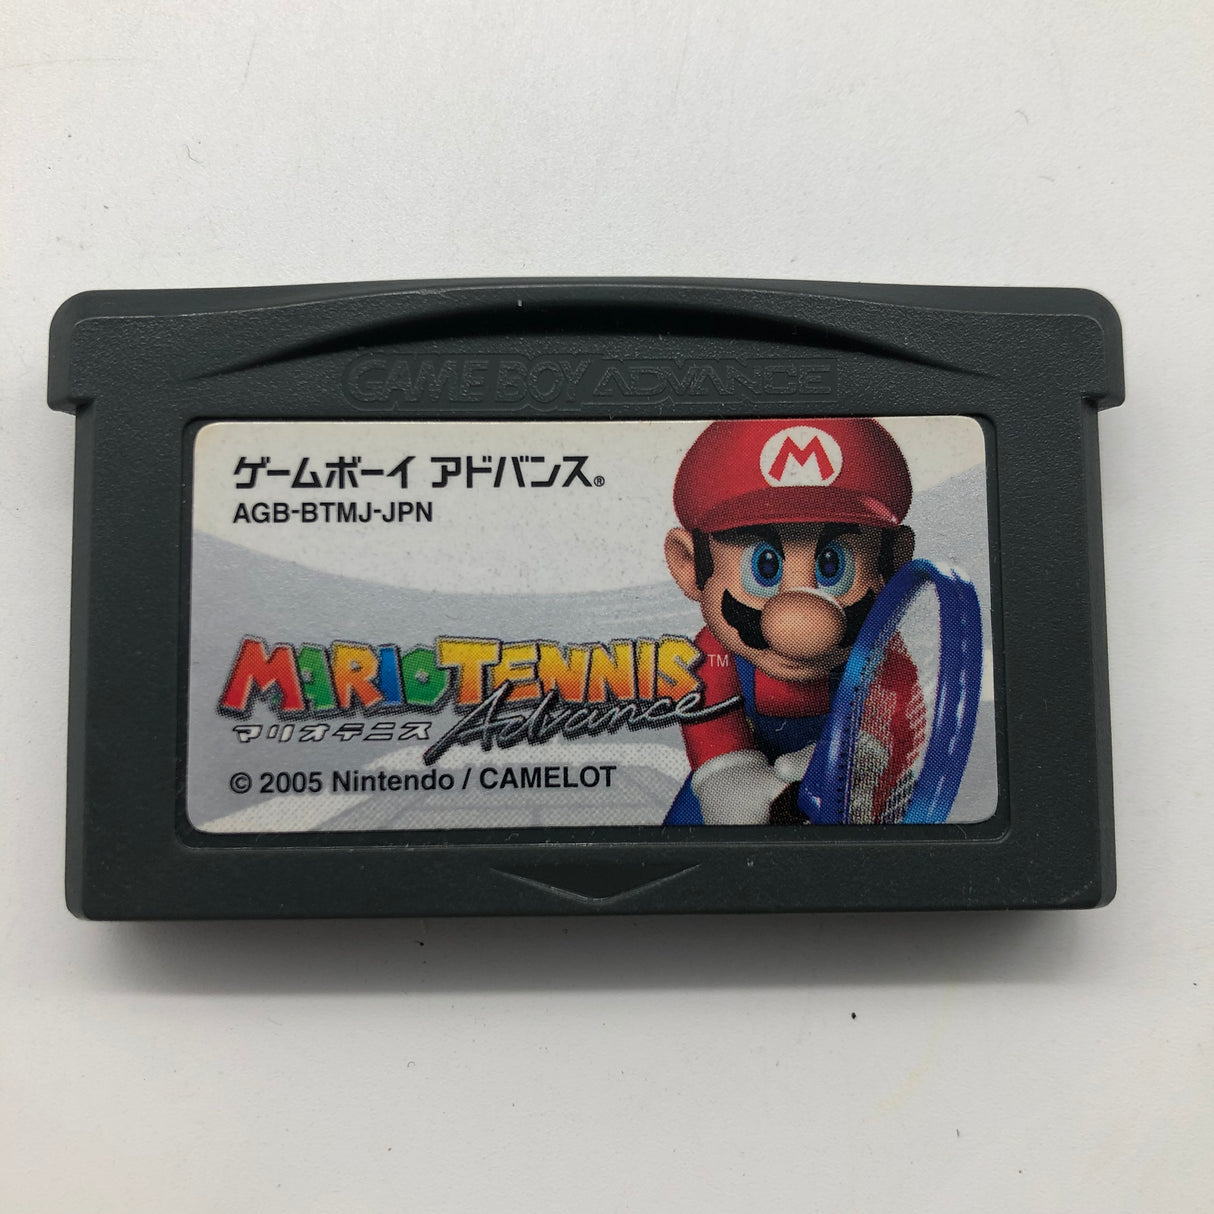 GAME BOY ADVANCE
ゲームボーイ アドバンス®
AGB-BTMJ-JPN
M
MARIO TENNIS™
Advance
マリオテニス
© 2005 Nintendo / CAMELOT